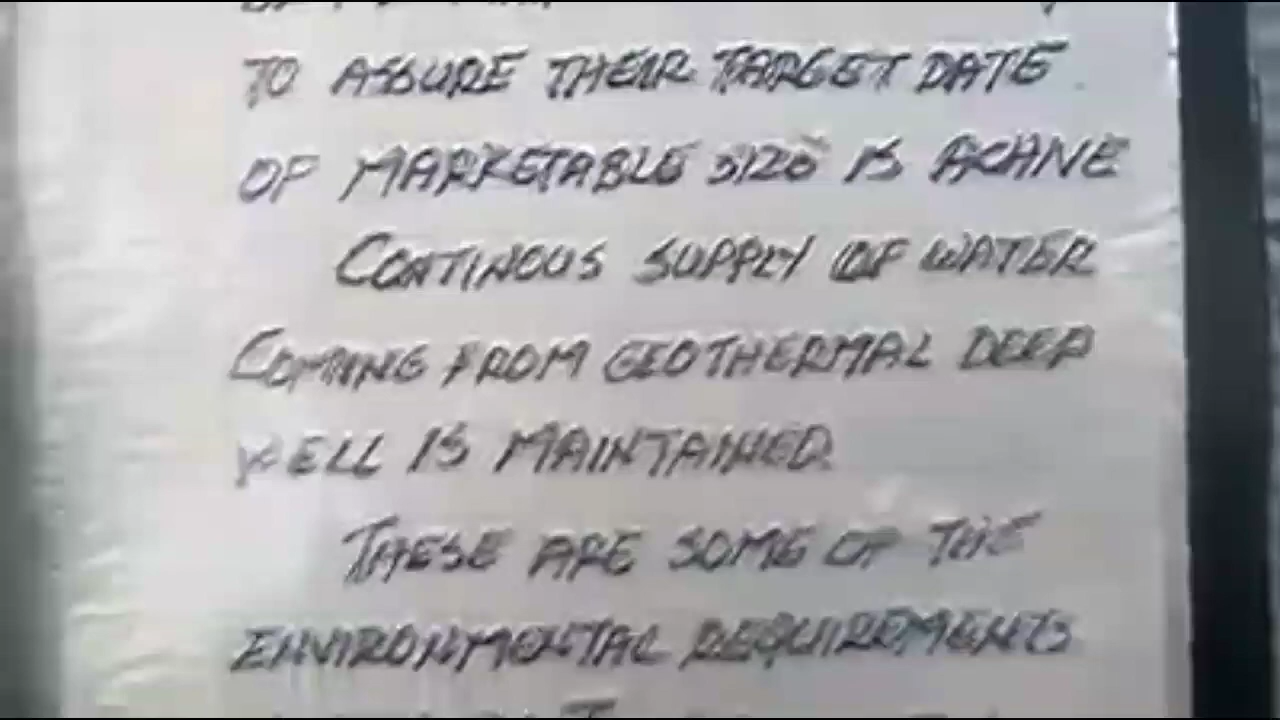 TO ASSURE THEIR TARGET DATE
OF MARKETABLE SIZE IS
CONTINOUS SUPPLY OF WATER
COMING FROM GEOTHERMAL DEEP
WELL IS MAINTAINED.
THESE ARE SOME OF THE
ENVIRONMENTAL REQUIREMENTS